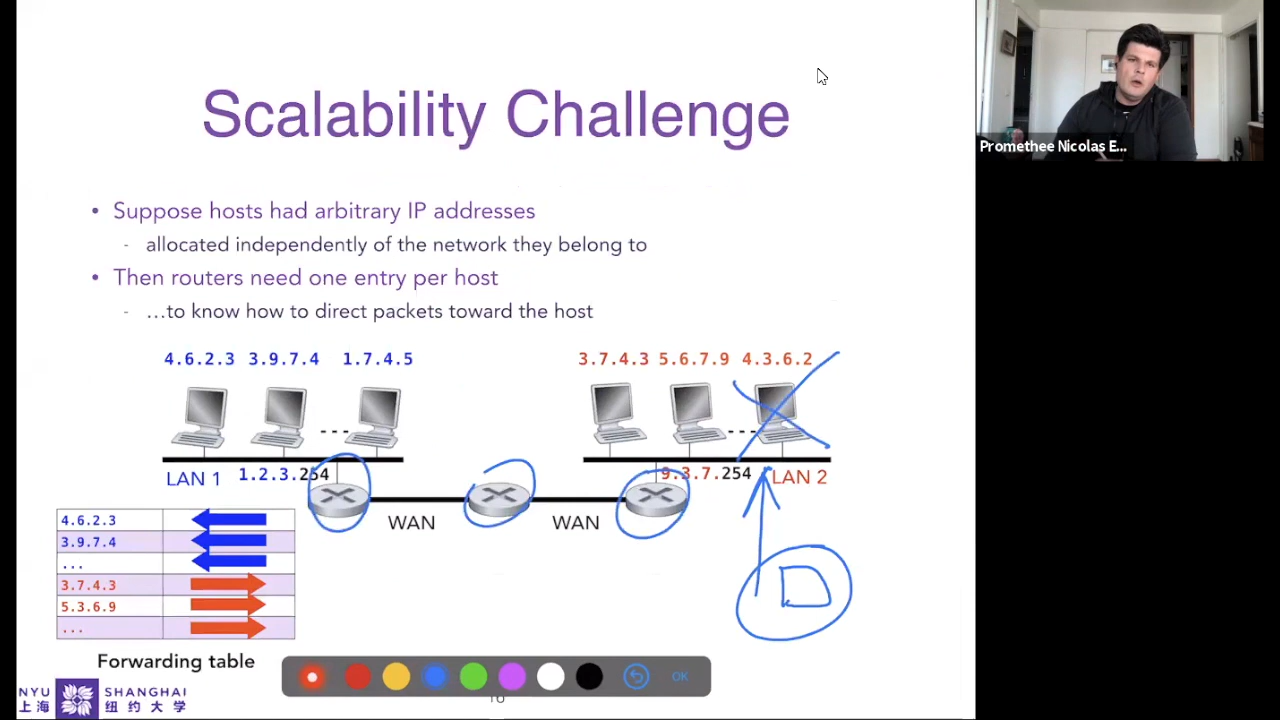 Scalability Challenge
Promethee Nicolas E...
• Suppose hosts had arbitrary IP addresses
- allocated independently of the network they belong to
• Then routers need one entry per host
- ...to know how to direct packets toward the host
4.6.2.3 3.9.7.4 1.7.4.5
3.7.4.3 5.6.7.9 4.3.6.2
LAN 1 1.2.3.254
9.3.7.254 LAN 2
WAN WAN
4.6.2.3
3.9.7.4
...
3.7.4.3
5.3.6.9
...
D
Forwarding table
OK
16
NYU SHANGHAI
上海 纽约大学